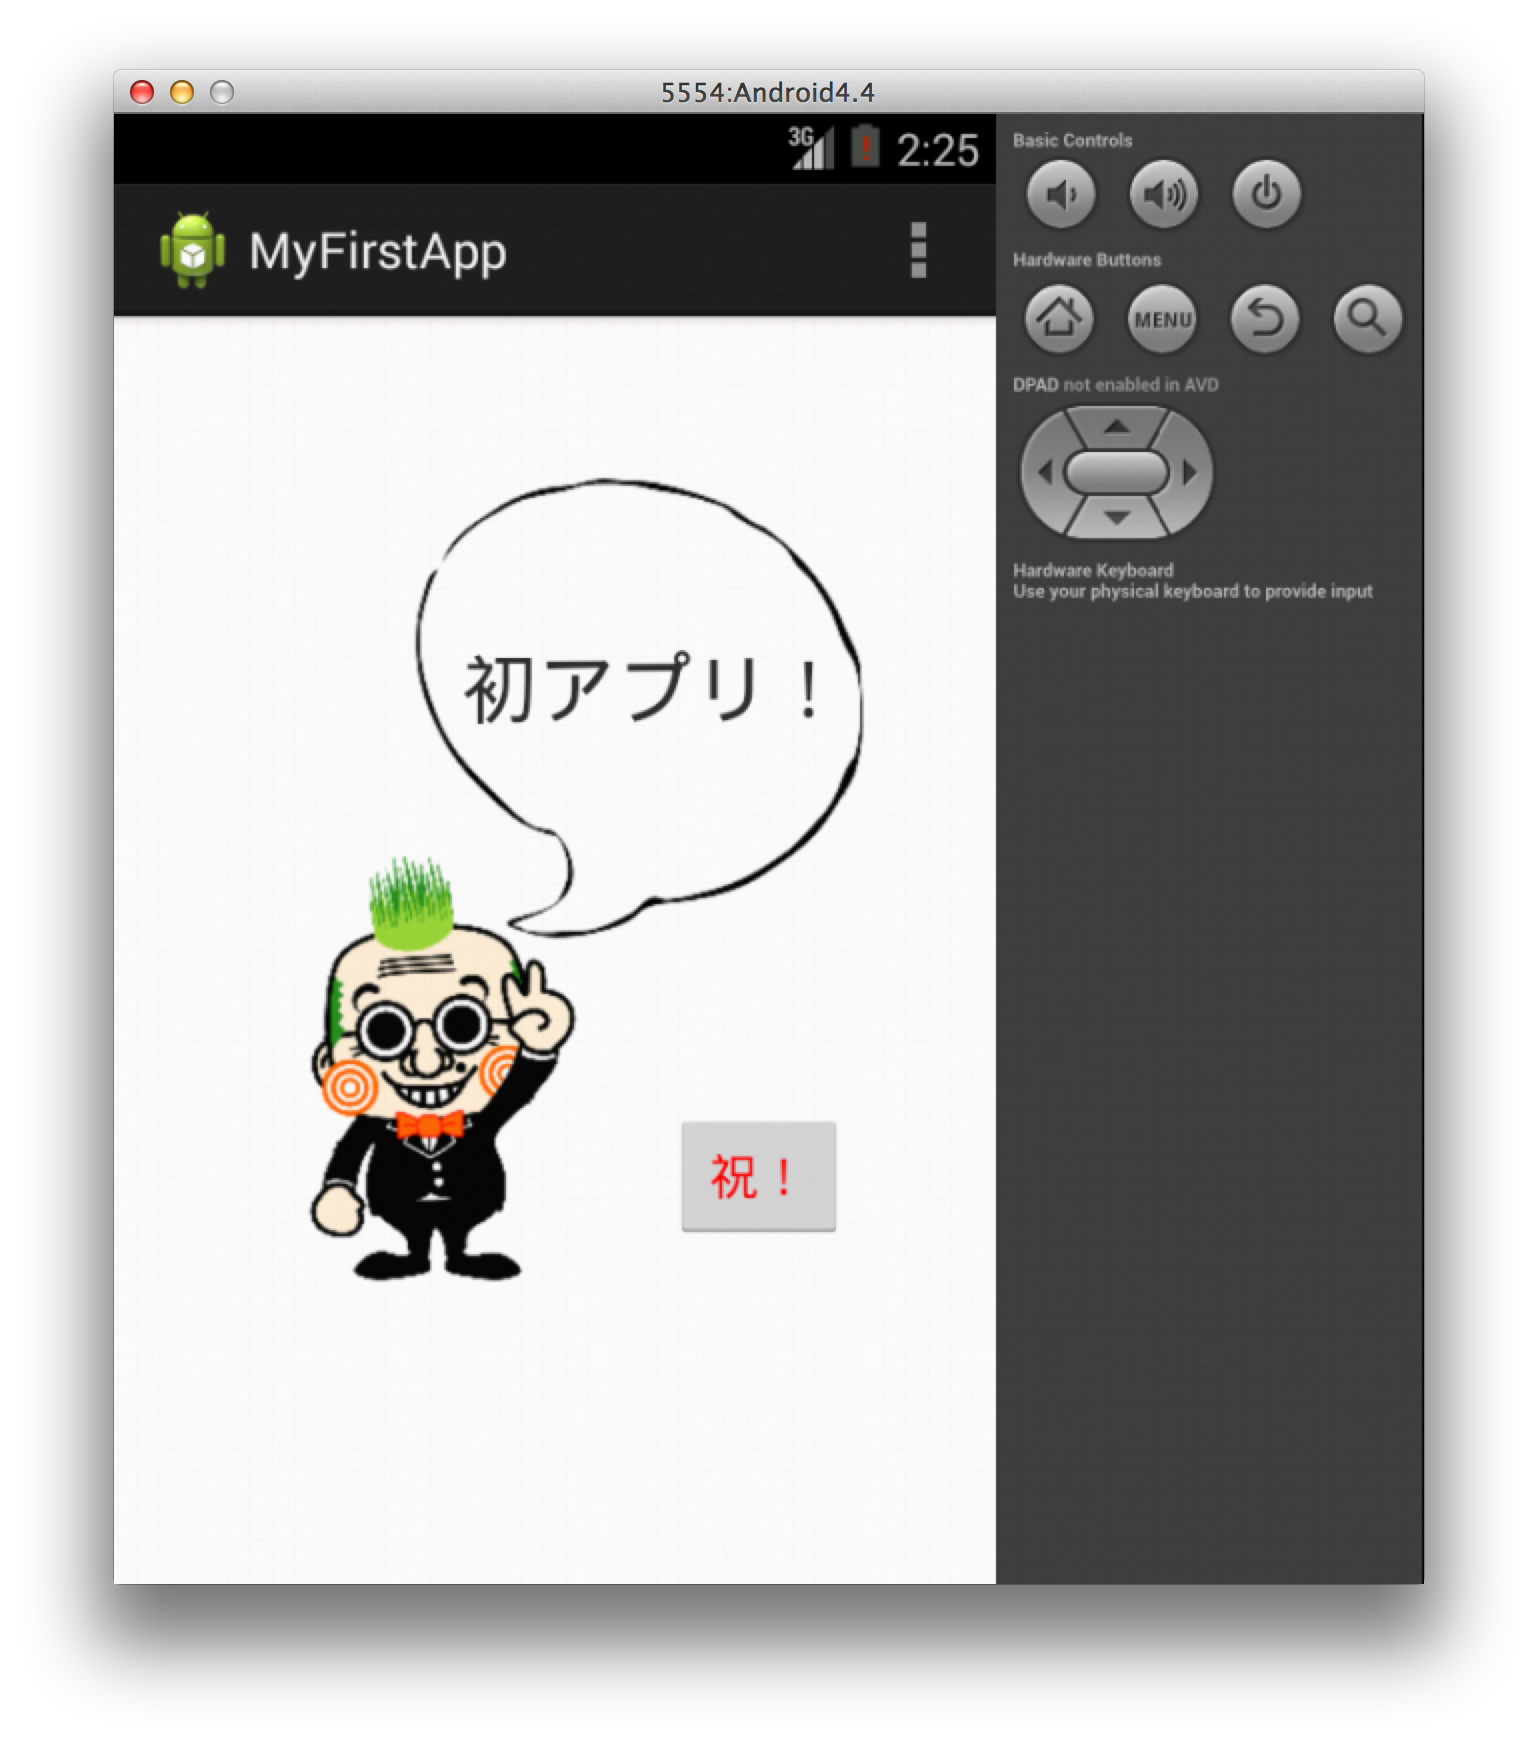 5554:Android4.4
3G 2:25
MyFirstApp
初アプリ！
祝！
Basic Controls
Hardware Buttons
MENU
DPAD not enabled in AVD
Hardware Keyboard
Use your physical keyboard to provide input